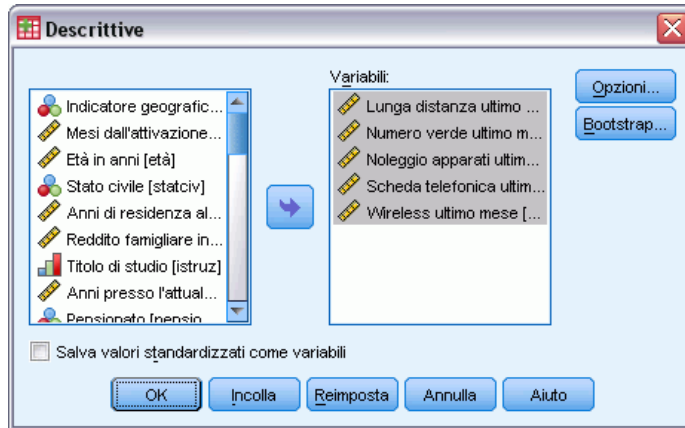 Descrittive
Indicatore geografic...
Mesi dall'attivazione...
Età in anni [età]
Stato civile [statciv]
Anni di residenza al...
Reddito famigliare in...
Titolo di studio [istruz]
Anni presso l'attual...
Pensionato [pensio...
Variabili:
Lunga distanza ultimo ...
Numero verde ultimo m...
Noleggio apparati ultim...
Scheda telefonica ultim...
Wireless ultimo mese [...
Opzioni...
Bootstrap...
Salva valori standardizzati come variabili
OK
Incolla
Reimposta
Annulla
Aiuto